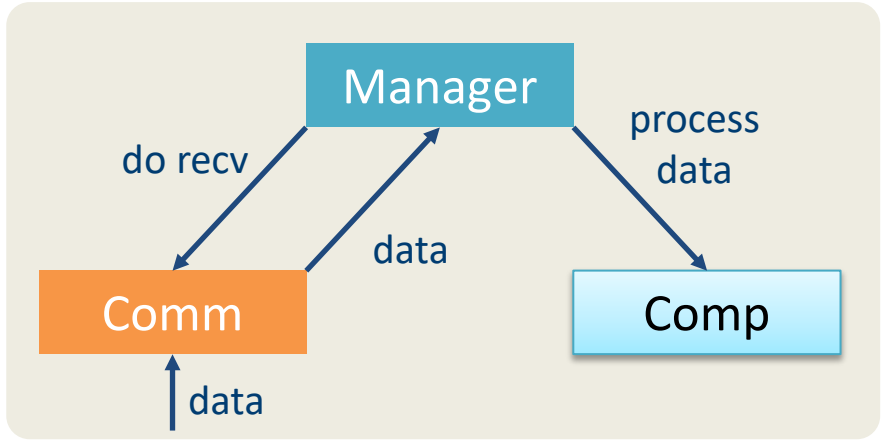 Manager
process
data
do recv
data
Comm
Comp
data